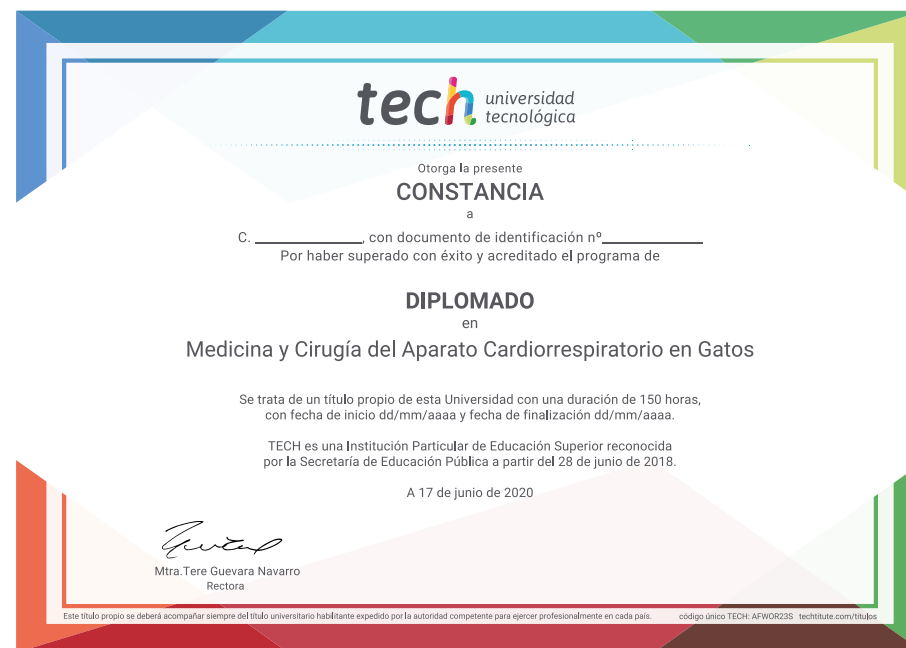 tech universidad
tecnológica
Otorga la presente
CONSTANCIA
a
C. ____________, con documento de identificación nº____________
Por haber superado con éxito y acreditado el programa de
DIPLOMADO
en
Medicina y Cirugía del Aparato Cardiorrespiratorio en Gatos
Se trata de un título propio de esta Universidad con una duración de 150 horas,
con fecha de inicio dd/mm/aaaa y fecha de finalización dd/mm/aaaa.
TECH es una Institución Particular de Educación Superior reconocida
por la Secretaría de Educación Pública a partir del 28 de junio de 2018.
A 17 de junio de 2020
Mtra.Tere Guevara Navarro
Rectora
Este título propio se deberá acompañar siempre del título universitario habilitante expedido por la autoridad competente para ejercer profesionalmente en cada país. código único TECH: AFWOR23S techtitute.com/titulos